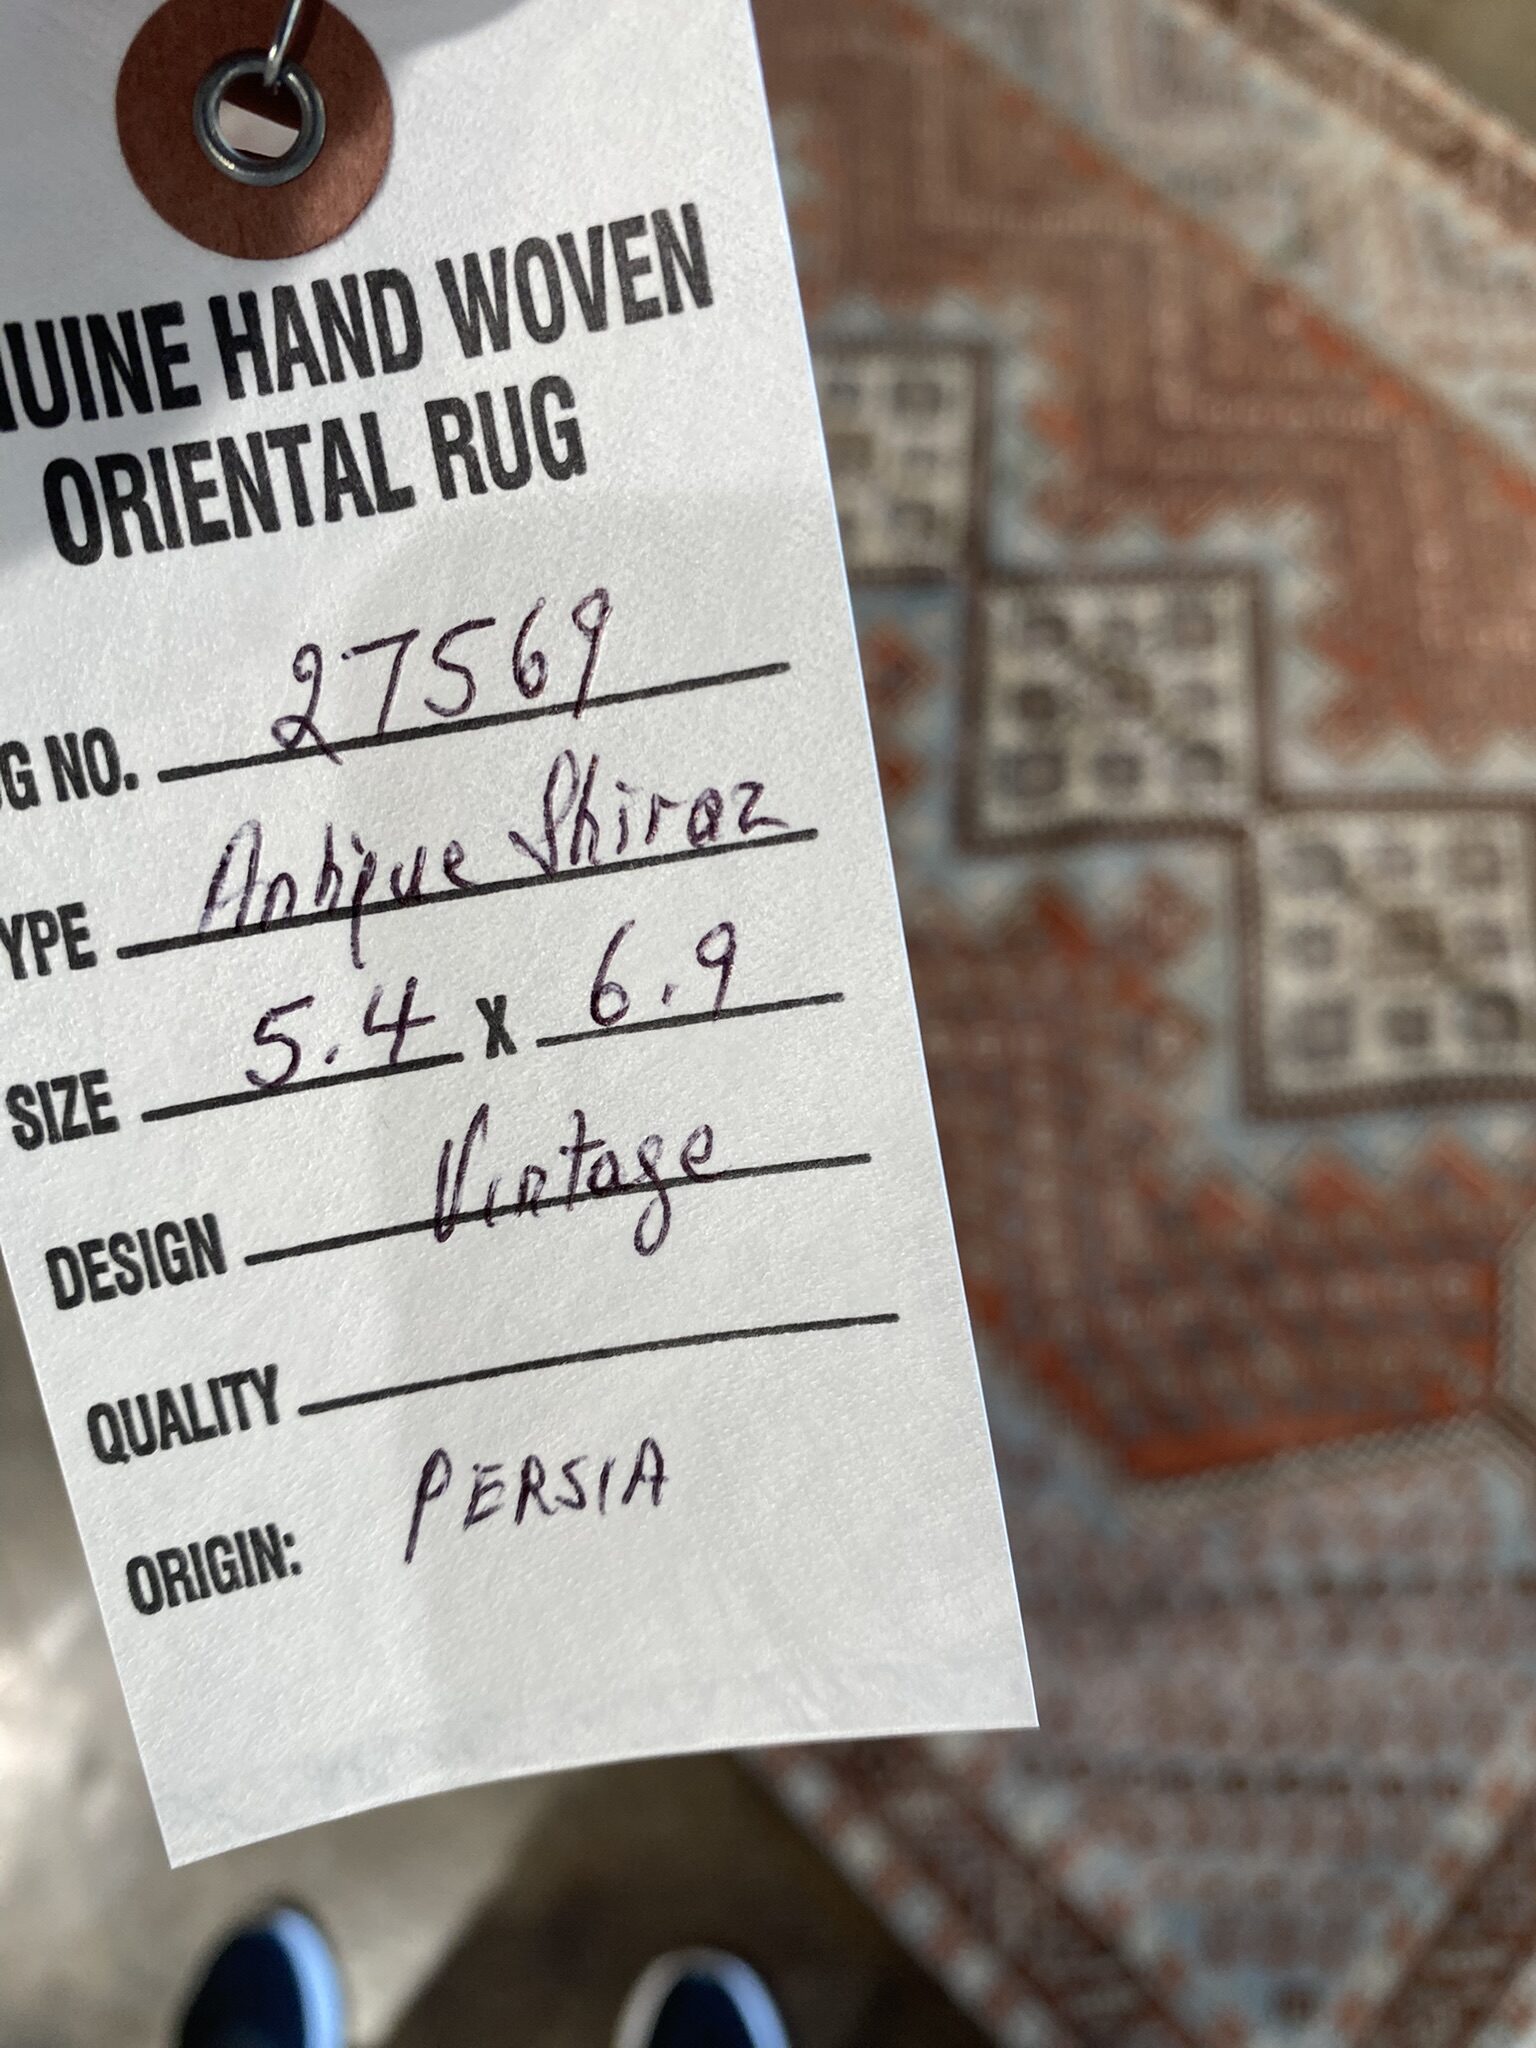 NUINE HAND WOVEN
ORIENTAL RUG
G NO. 27569
YPE Antique Shiraz
SIZE 5.4 X 6.9
DESIGN Vintage
QUALITY
ORIGIN: PERSIA